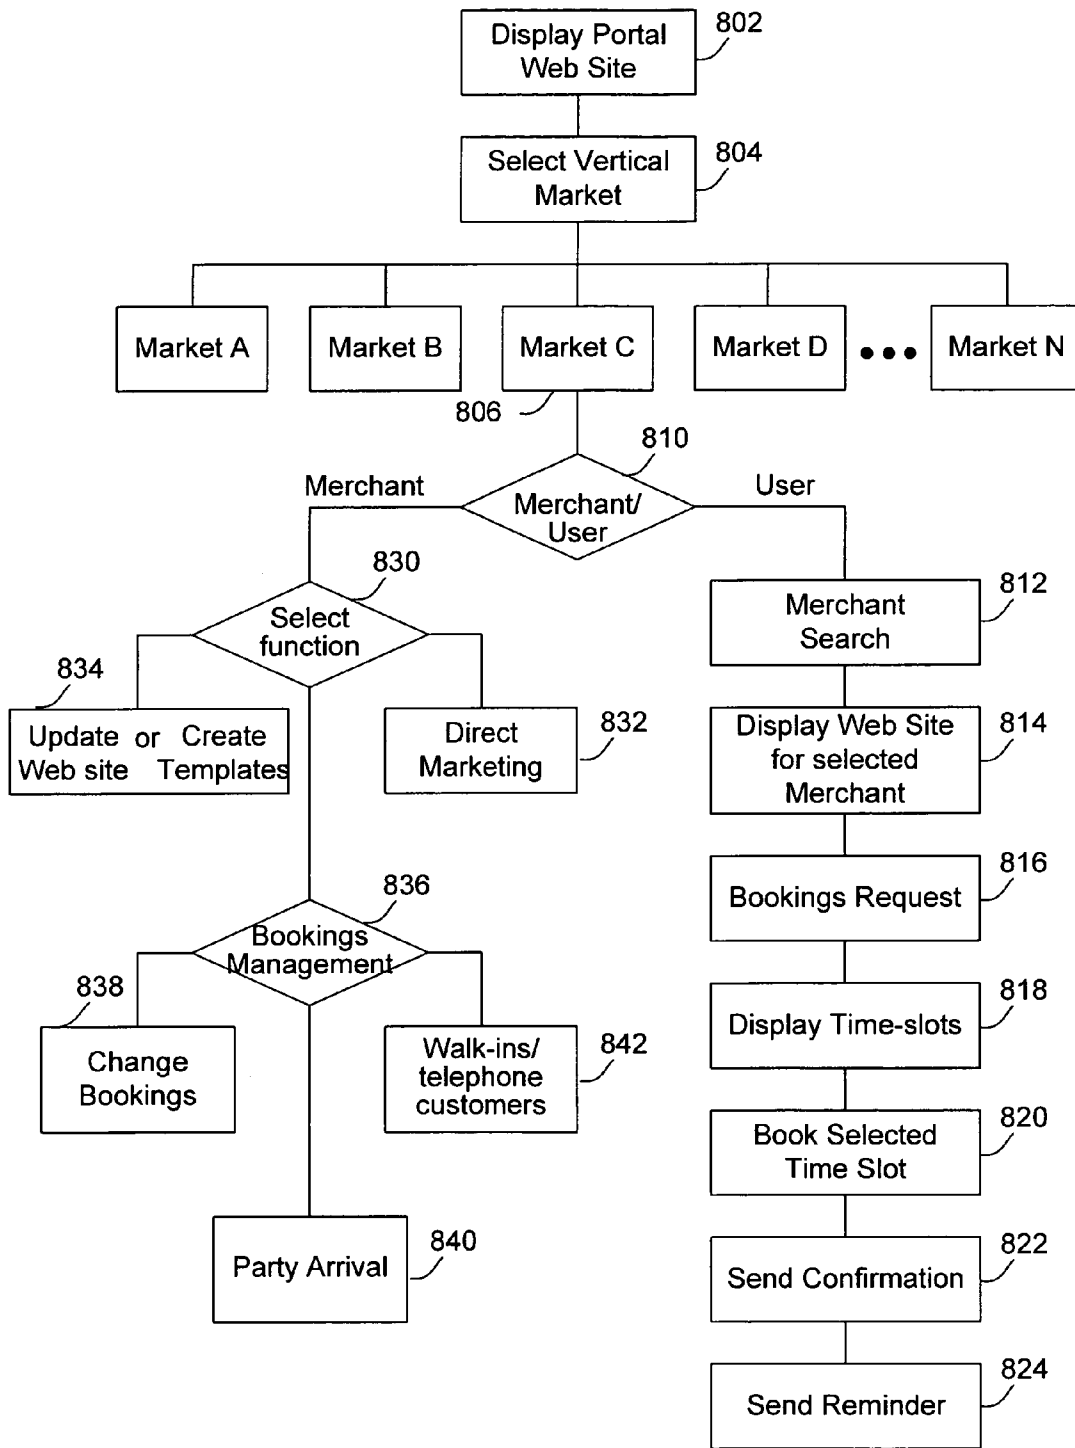 Display Portal
Web Site
802
Select Vertical
Market
804
Market A
Market B
Market C
Market D
Market N
806
810
Merchant
Merchant/
User
User
830
Select
function
812
Merchant
Search
834
Update or Create
Web site Templates
Direct
Marketing
832
Display Web Site
for selected
Merchant
814
Bookings Request
816
836
Bookings
Management
838
Change
Bookings
Walk-ins/
telephone
customers
842
Display Time-slots
818
Book Selected
Time Slot
820
Party Arrival
840
Send Confirmation
822
Send Reminder
824